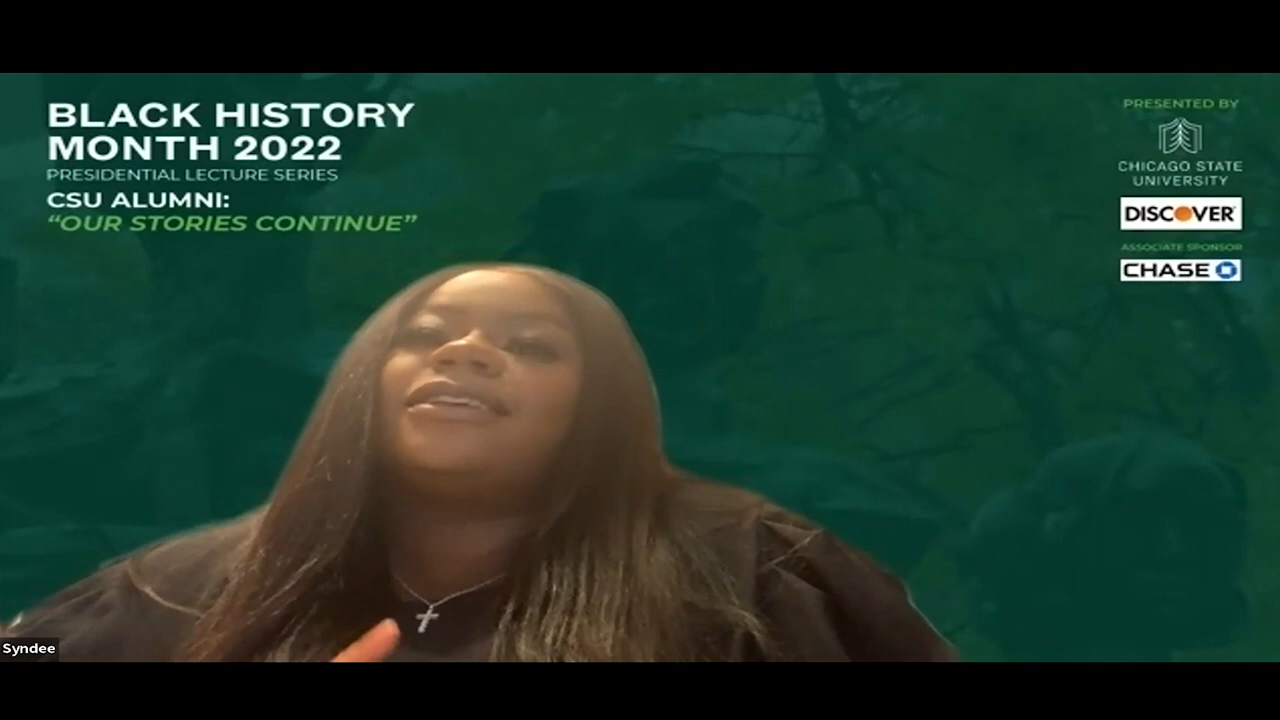 BLACK HISTORY
MONTH 2022
PRESIDENTIAL LECTURE SERIES
CSU ALUMNI:
“OUR STORIES CONTINUE”
PRESENTED BY
CHICAGO STATE
UNIVERSITY
DISCOVER
ASSOCIATE SPONSOR
CHASE
Syndee